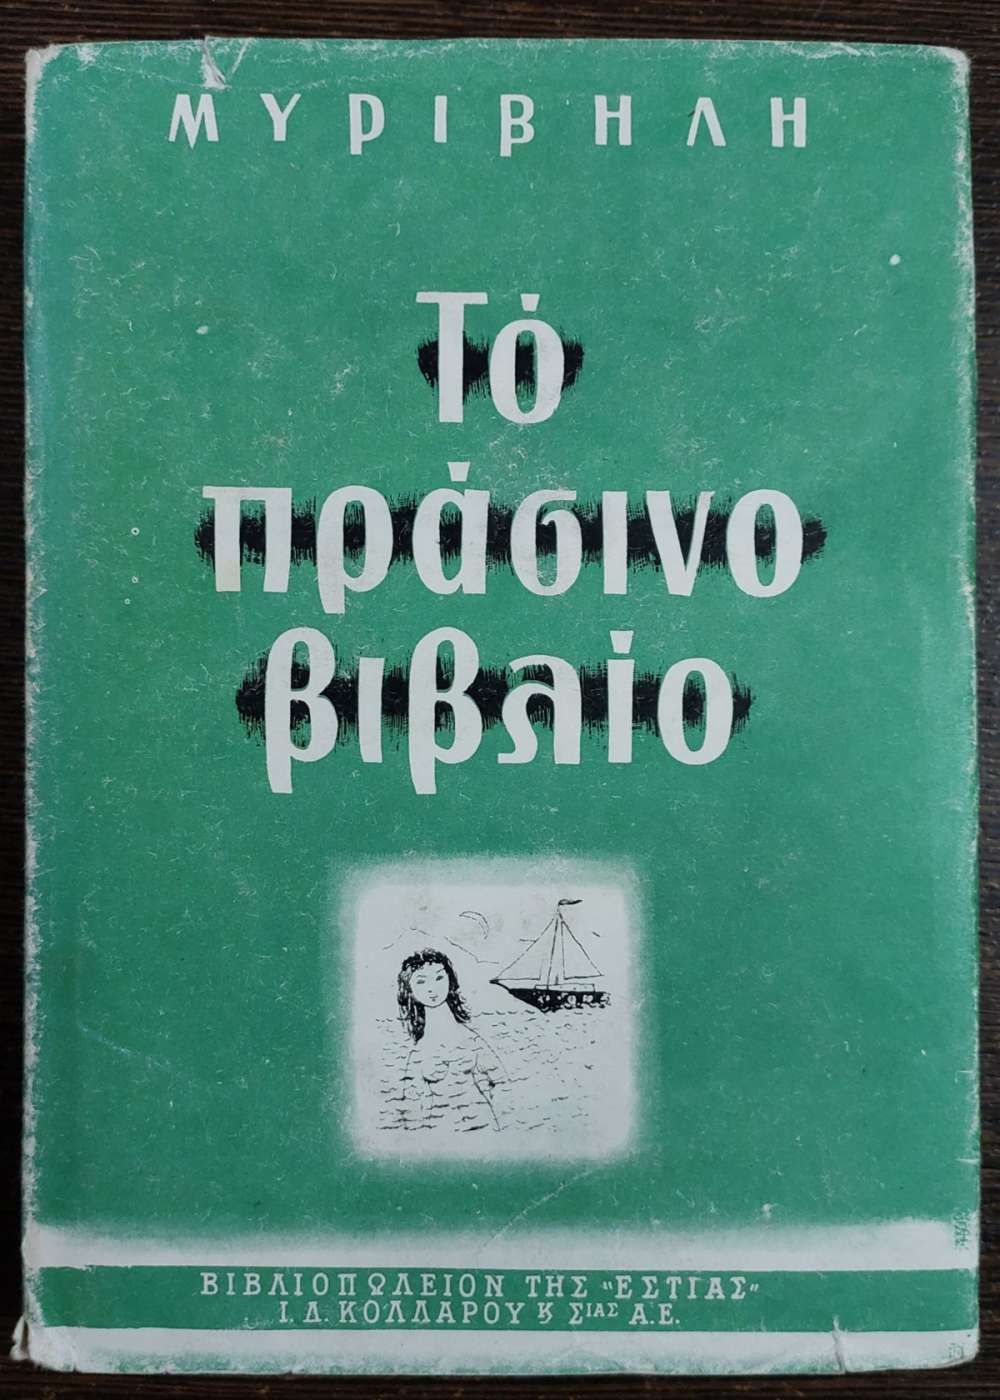 ΜΥΡΙΒΗΛΗ
Τό
πράσινο
βιβλίο
ΒΙΒΛΙΟΠΩΛΕΙΟΝ ΤΗΣ "ΕΣΤΙΑΣ"
Ι. Δ. ΚΟΛΛΑΡΟΥ Κ ΣΙΑΣ Α.Ε.